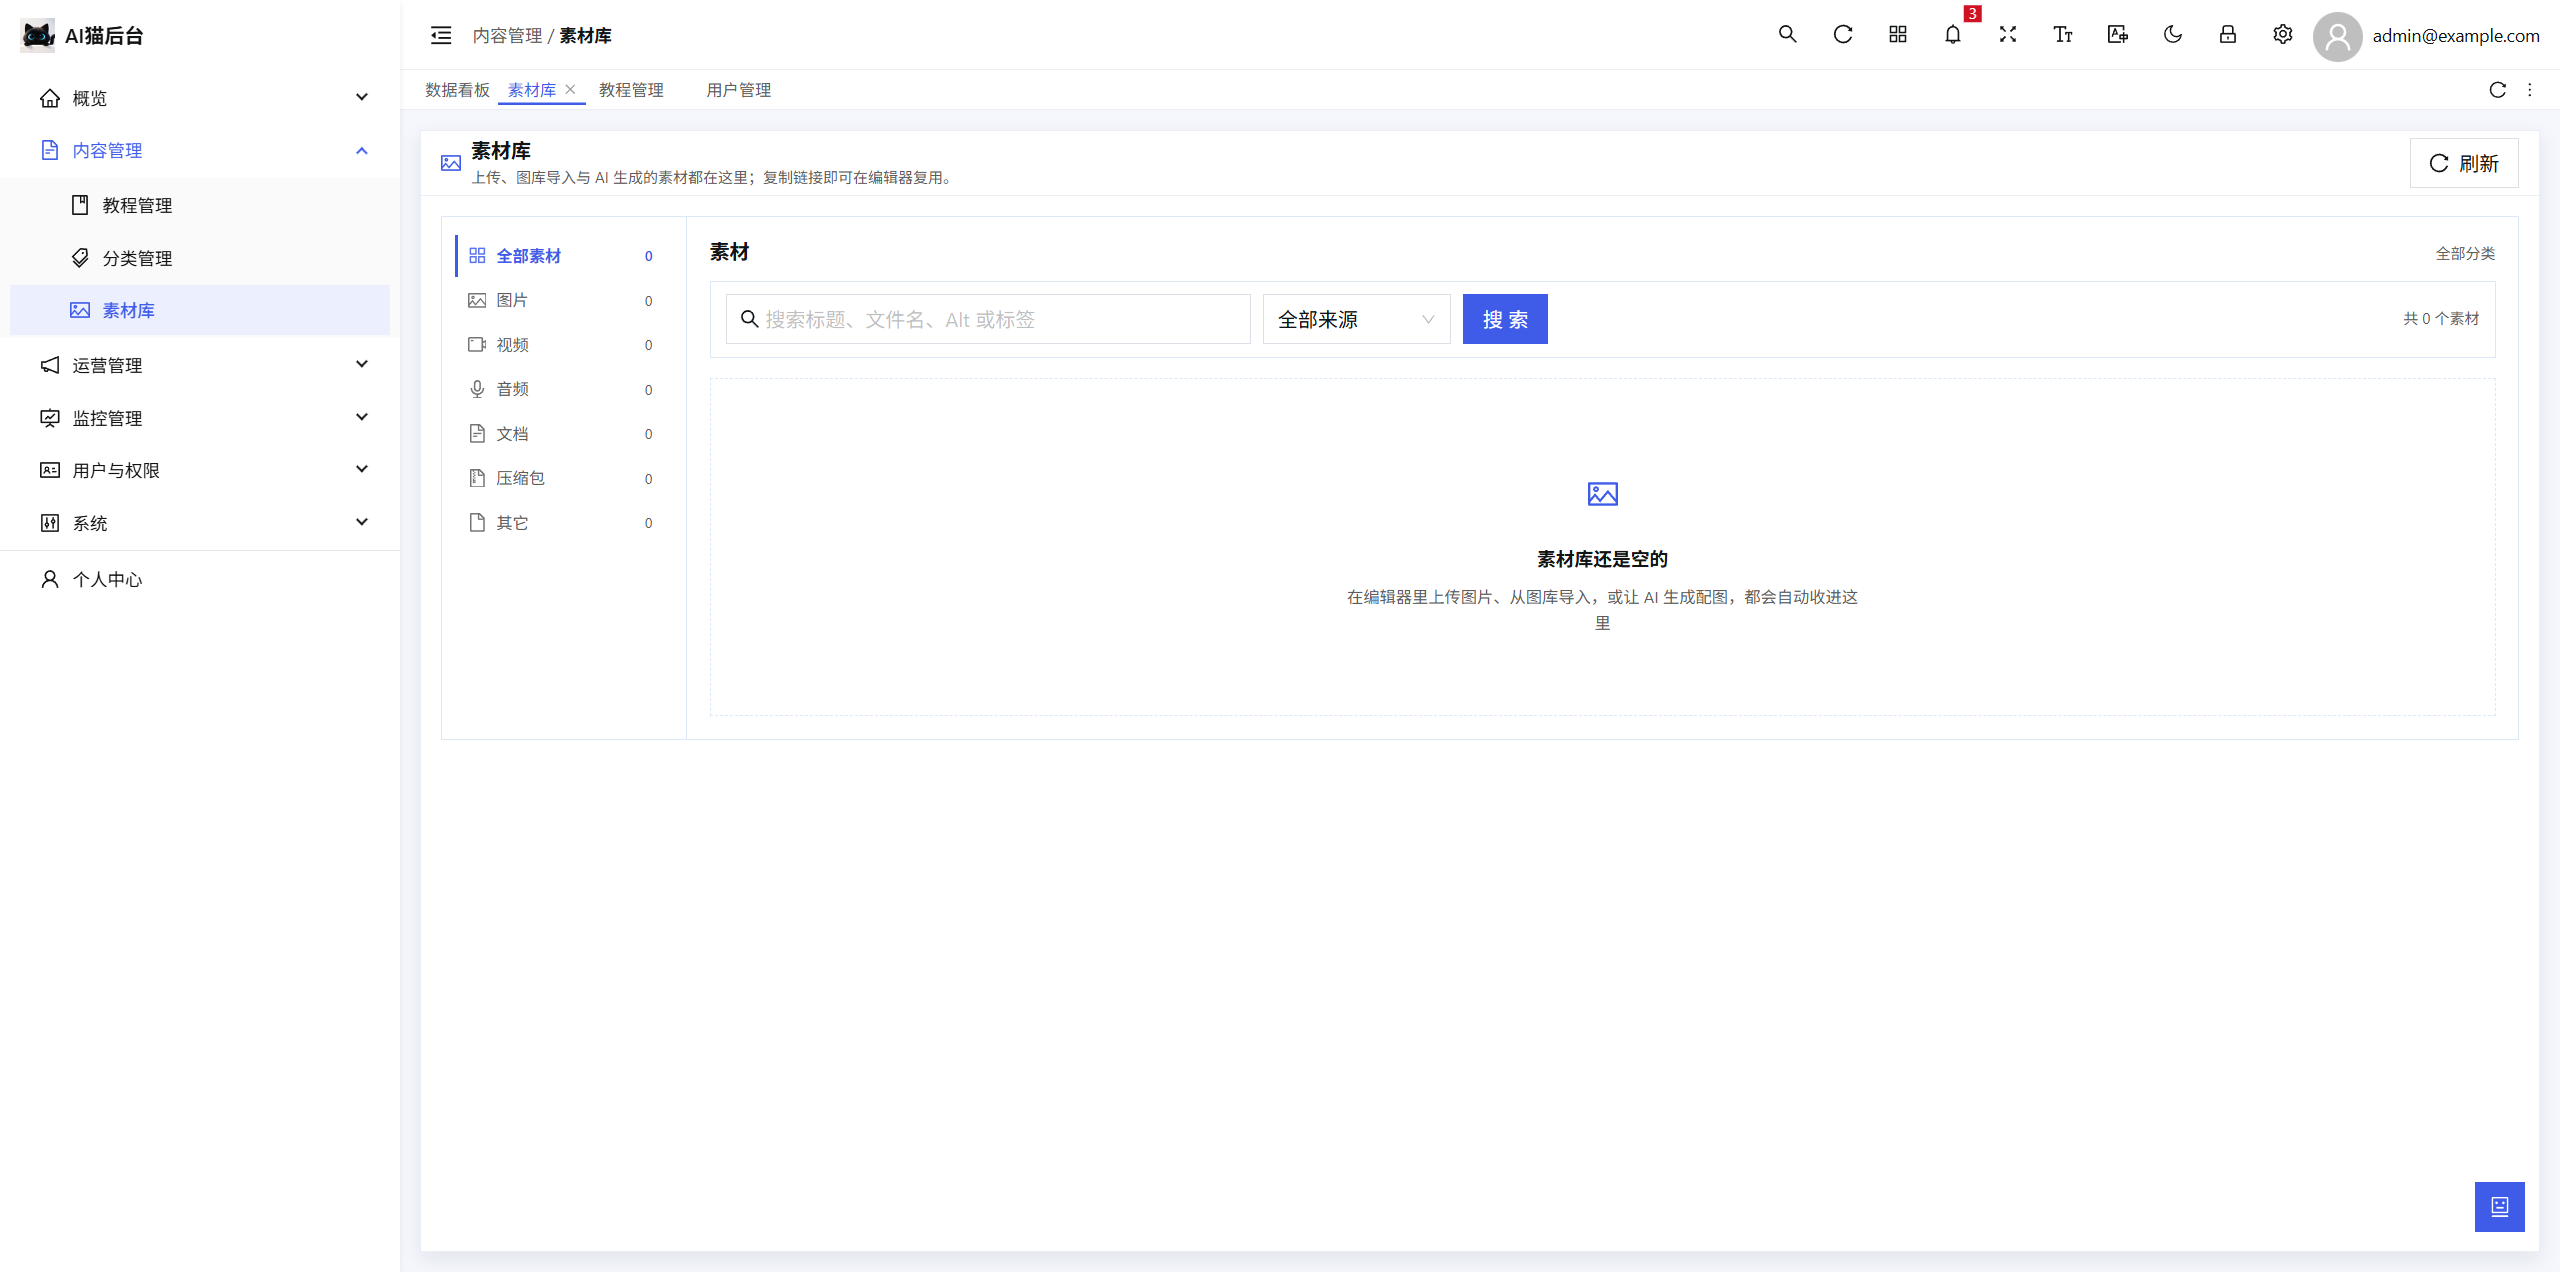 AI猫后台
内容管理 / 素材库
3
admin@example.com
概览
内容管理
教程管理
分类管理
素材库
运营管理
监控管理
用户与权限
系统
个人中心
数据看板
素材库
教程管理
用户管理
素材库
上传、图库导入与 AI 生成的素材都在这里；复制链接即可在编辑器复用。
刷新
全部素材 0
图片 0
视频 0
音频 0
文档 0
压缩包 0
其它 0
素材
全部分类
搜索标题、文件名、Alt 或标签
全部来源
搜 索
共 0 个素材
素材库还是空的
在编辑器里上传图片、从图库导入，或让 AI 生成配图，都会自动收进这
里